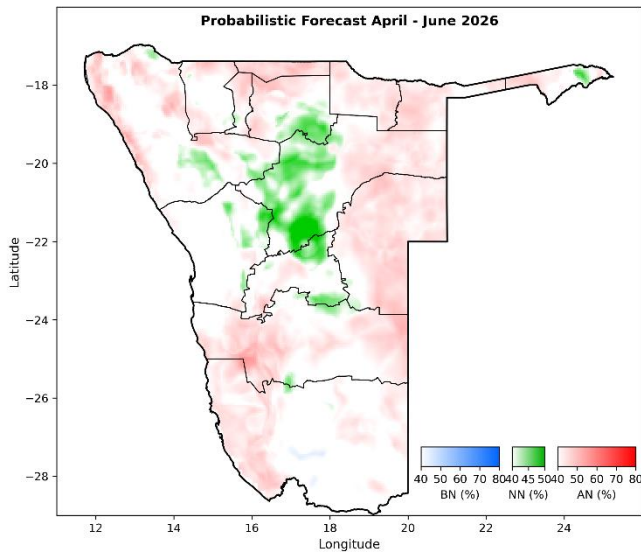 Probabilistic Forecast April - June 2026
Latitude
−18
−20
−22
−24
−26
−28
40 50 60 70 80
BN (%)
40 45 50
NN (%)
40 50 60 70 80
AN (%)
12 14 16 18 20 22 24
Longitude